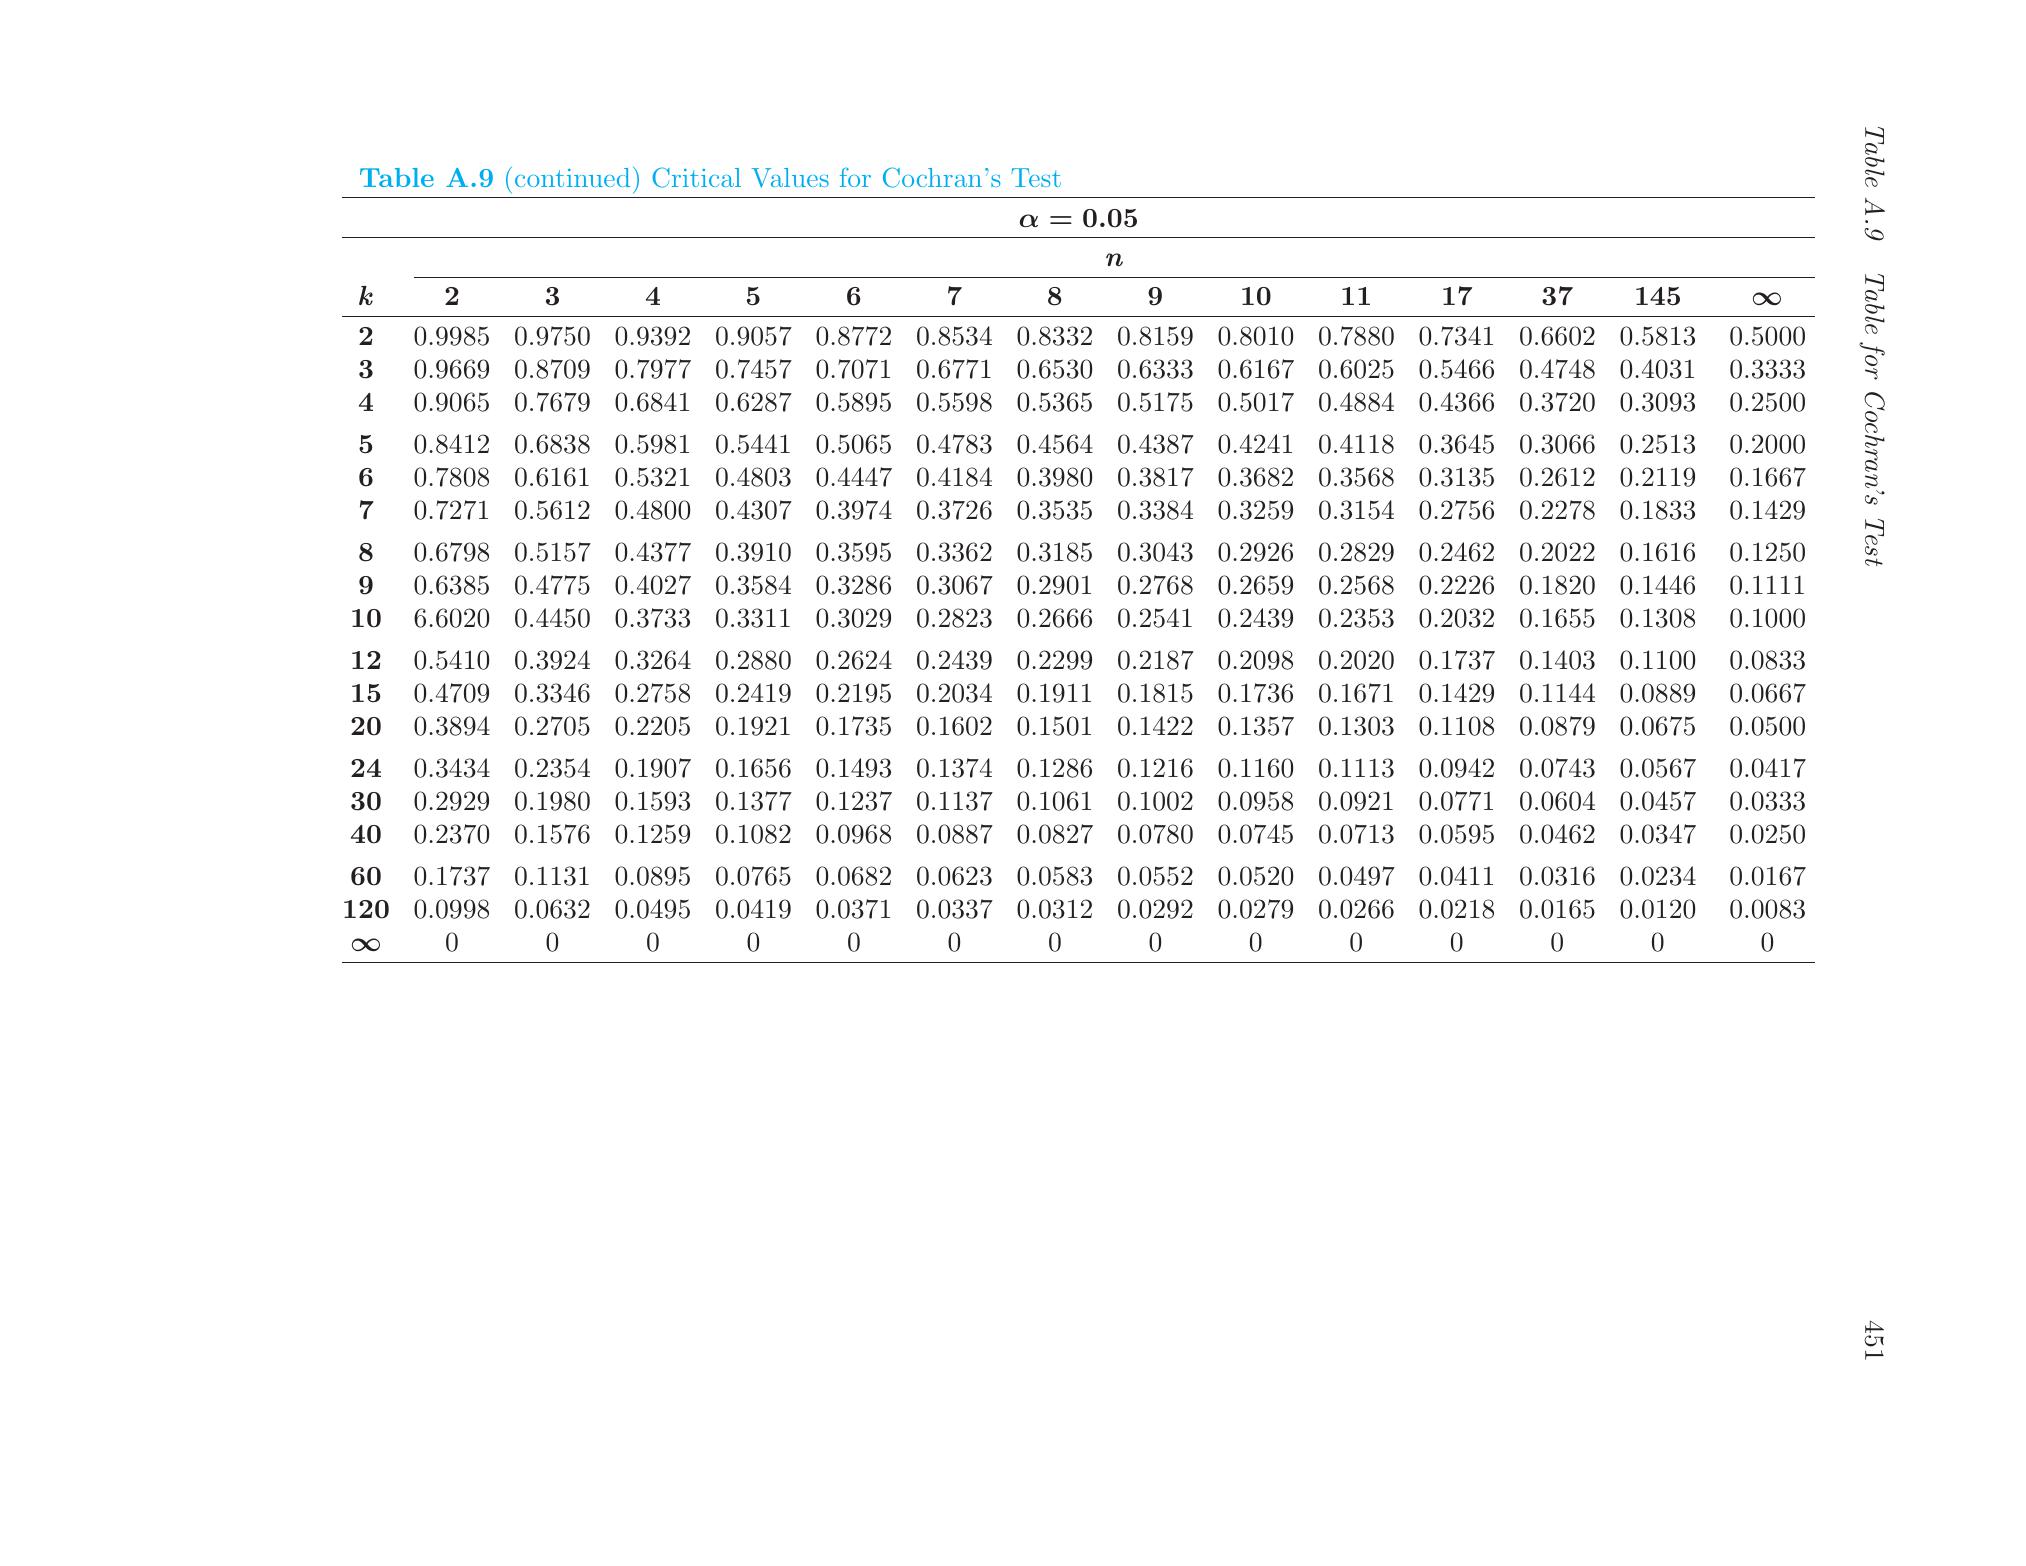 Table A.9 (continued) Critical Values for Cochran's Test
α = 0.05
n
k 2 3 4 5 6 7 8 9 10 11 17 37 145 ∞
2 0.9985 0.9750 0.9392 0.9057 0.8772 0.8534 0.8332 0.8159 0.8010 0.7880 0.7341 0.6602 0.5813 0.5000
3 0.9669 0.8709 0.7977 0.7457 0.7071 0.6771 0.6530 0.6333 0.6167 0.6025 0.5466 0.4748 0.4031 0.3333
4 0.9065 0.7679 0.6841 0.6287 0.5895 0.5598 0.5365 0.5175 0.5017 0.4884 0.4366 0.3720 0.3093 0.2500
5 0.8412 0.6838 0.5981 0.5441 0.5065 0.4783 0.4564 0.4387 0.4241 0.4118 0.3645 0.3066 0.2513 0.2000
6 0.7808 0.6161 0.5321 0.4803 0.4447 0.4184 0.3980 0.3817 0.3682 0.3568 0.3135 0.2612 0.2119 0.1667
7 0.7271 0.5612 0.4800 0.4307 0.3974 0.3726 0.3535 0.3384 0.3259 0.3154 0.2756 0.2278 0.1833 0.1429
8 0.6798 0.5157 0.4377 0.3910 0.3595 0.3362 0.3185 0.3043 0.2926 0.2829 0.2462 0.2022 0.1616 0.1250
9 0.6385 0.4775 0.4027 0.3584 0.3286 0.3067 0.2901 0.2768 0.2659 0.2568 0.2226 0.1820 0.1446 0.1111
10 6.6020 0.4450 0.3733 0.3311 0.3029 0.2823 0.2666 0.2541 0.2439 0.2353 0.2032 0.1655 0.1308 0.1000
12 0.5410 0.3924 0.3264 0.2880 0.2624 0.2439 0.2299 0.2187 0.2098 0.2020 0.1737 0.1403 0.1100 0.0833
15 0.4709 0.3346 0.2758 0.2419 0.2195 0.2034 0.1911 0.1815 0.1736 0.1671 0.1429 0.1144 0.0889 0.0667
20 0.3894 0.2705 0.2205 0.1921 0.1735 0.1602 0.1501 0.1422 0.1357 0.1303 0.1108 0.0879 0.0675 0.0500
24 0.3434 0.2354 0.1907 0.1656 0.1493 0.1374 0.1286 0.1216 0.1160 0.1113 0.0942 0.0743 0.0567 0.0417
30 0.2929 0.1980 0.1593 0.1377 0.1237 0.1137 0.1061 0.1002 0.0958 0.0921 0.0771 0.0604 0.0457 0.0333
40 0.2370 0.1576 0.1259 0.1082 0.0968 0.0887 0.0827 0.0780 0.0745 0.0713 0.0595 0.0462 0.0347 0.0250
60 0.1737 0.1131 0.0895 0.0765 0.0682 0.0623 0.0583 0.0552 0.0520 0.0497 0.0411 0.0316 0.0234 0.0167
120 0.0998 0.0632 0.0495 0.0419 0.0371 0.0337 0.0312 0.0292 0.0279 0.0266 0.0218 0.0165 0.0120 0.0083
∞ 0 0 0 0 0 0 0 0 0 0 0 0 0 0
Table A.9 Table for Cochran's Test 451